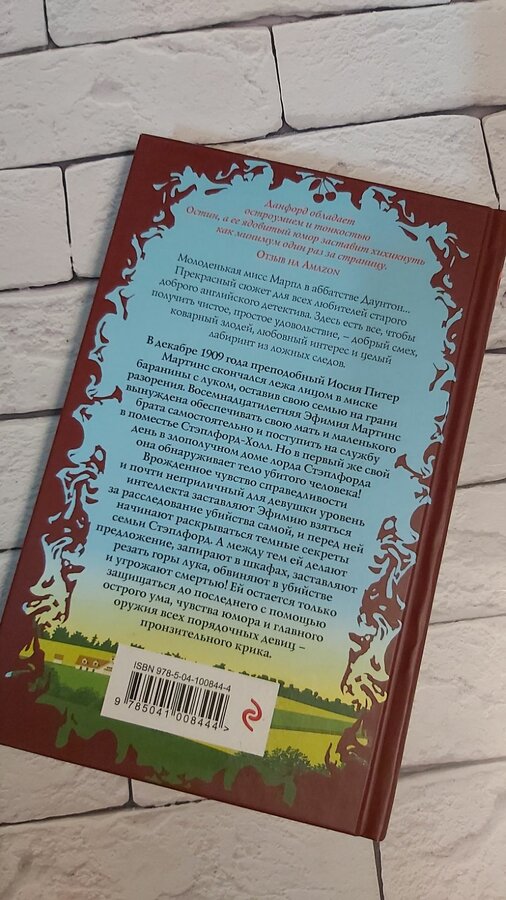 Данфорд обладает
остроумием и тонкостью
Остин, а ее ядовитый юмор заставит хихикнуть
как минимум один раз за страницу.
Отзыв на Amazon
Молоденькая мисс Марпл в аббатстве Даунтон...
Прекрасный сюжет для всех любителей старого
доброго английского детектива. Здесь есть все, чтобы
получить чистое, простое удовольствие, – добрый смех,
коварный злодей, любовный интерес и целый
лабиринт из ложных следов.
В декабре 1909 года преподобный Иосия Питер
Мартинс скончался лежа лицом в миске
баранины с луком, оставив свою семью на грани
разорения. Восемнадцатилетняя Эфимия Мартинс
вынуждена обеспечивать свою мать и маленького
брата самостоятельно и поступить на службу
в поместье Стэплфорд-Холл. Но в первый же свой
день в злополучном доме лорда Стэплфорда
она обнаруживает тело убитого человека!
Врожденное чувство справедливости
и почти неприличный для девушки уровень
интеллекта заставляют Эфимию взяться
за расследование убийства самой, и перед ней
начинают раскрываться темные секреты
семьи Стэплфорд. А между тем ей делают
предложение, запирают в шкафах, заставляют
резать горы лука, обвиняют в убийстве
и угрожают смертью! Ей остается только
защищаться до последнего с помощью
острого ума, чувства юмора и главного
оружия всех порядочных девиц –
пронзительного крика.
ISBN 978-5-04-100844-4
9 785041 008444 >